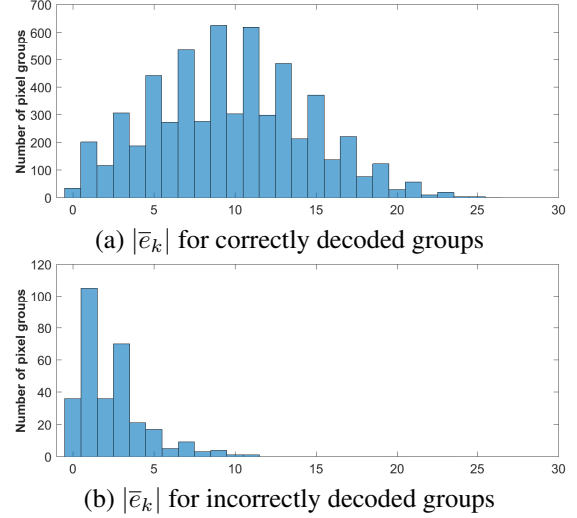 Number of pixel groups
700
600
500
400
300
200
100
0
0 5 10 15 20 25 30
(a) |e̅ₖ| for correctly decoded groups
Number of pixel groups
120
100
80
60
40
20
0
0 5 10 15 20 25 30
(b) |e̅ₖ| for incorrectly decoded groups